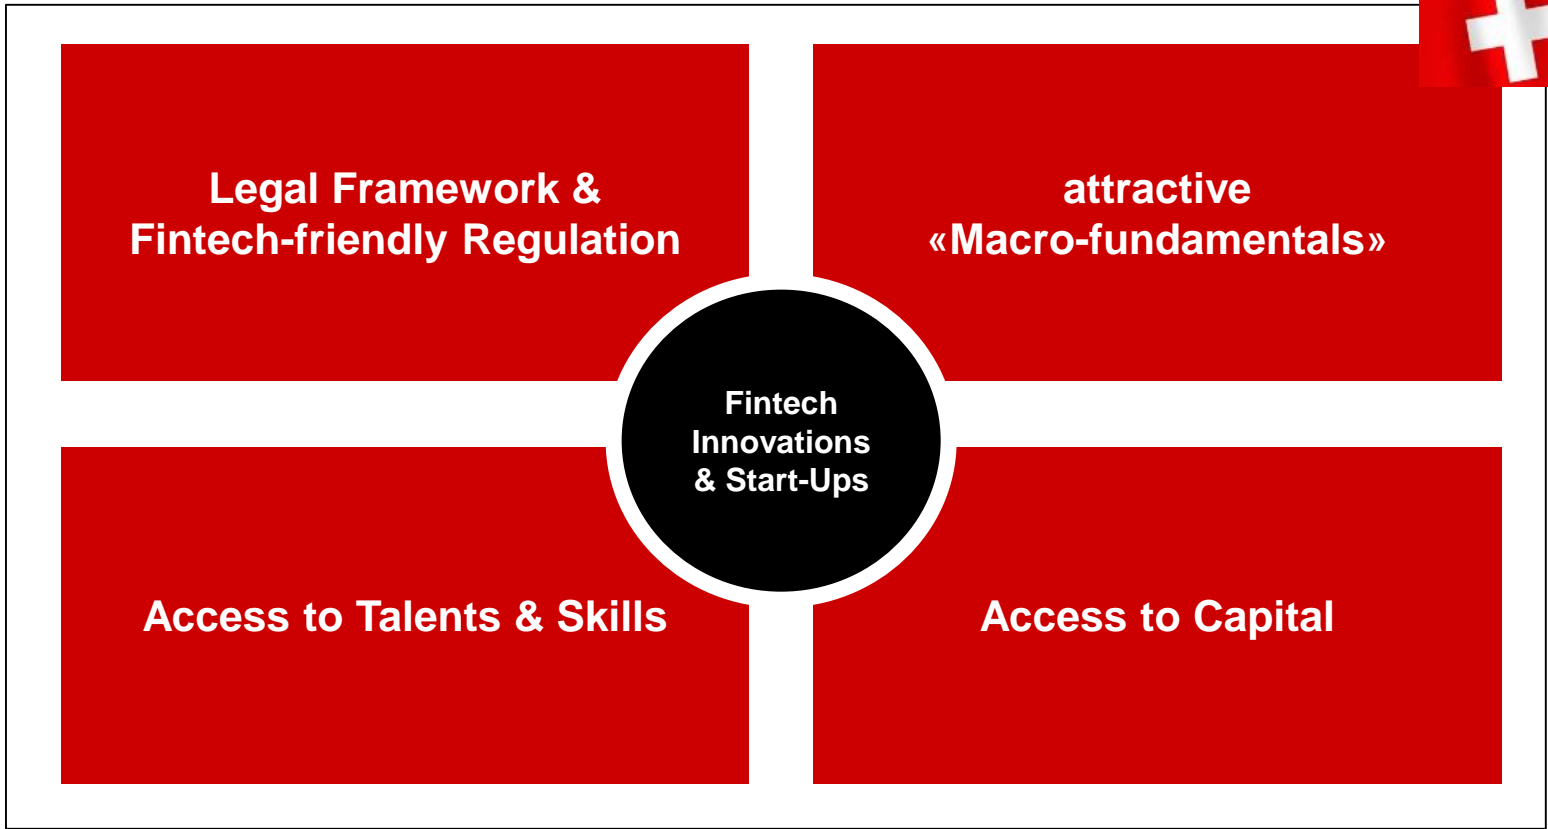 Legal Framework &
Fintech-friendly Regulation
attractive
«Macro-fundamentals»
Fintech
Innovations
& Start-Ups
Access to Talents & Skills
Access to Capital